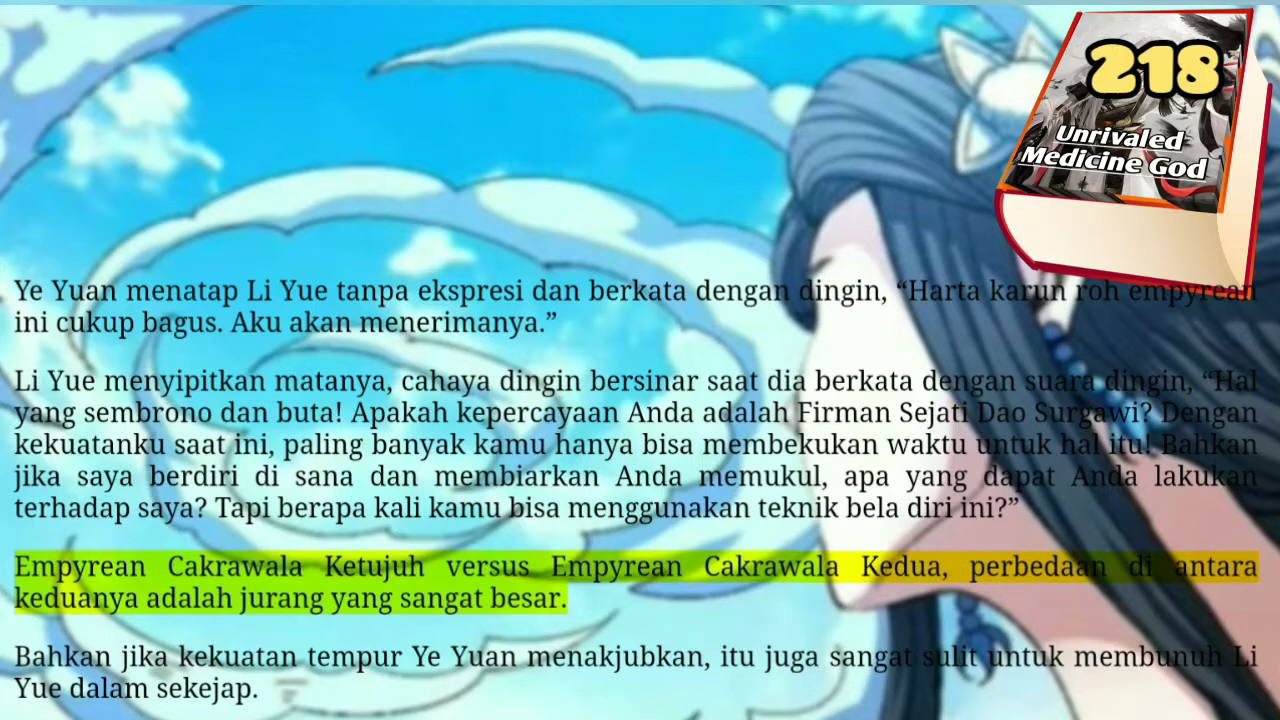 218
Unrivaled
Medicine God
Ye Yuan menatap Li Yue tanpa ekspresi dan berkata dengan dingin, “Harta karun roh empyrean
ini cukup bagus. Aku akan menerimanya.”
Li Yue menyipitkan matanya, cahaya dingin bersinar saat dia berkata dengan suara dingin, “Hal
yang sembrono dan buta! Apakah kepercayaan Anda adalah Firman Sejati Dao Surgawi? Dengan
kekuatanku saat ini, paling banyak kamu hanya bisa membekukan waktu untuk hal itu! Bahkan
jika saya berdiri di sana dan membiarkan Anda memukul, apa yang dapat Anda lakukan
terhadap saya? Tapi berapa kali kamu bisa menggunakan teknik bela diri ini?”
Empyrean Cakrawala Ketujuh versus Empyrean Cakrawala Kedua, perbedaan di antara
keduanya adalah jurang yang sangat besar.
Bahkan jika kekuatan tempur Ye Yuan menakjubkan, itu juga sangat sulit untuk membunuh Li
Yue dalam sekejap.